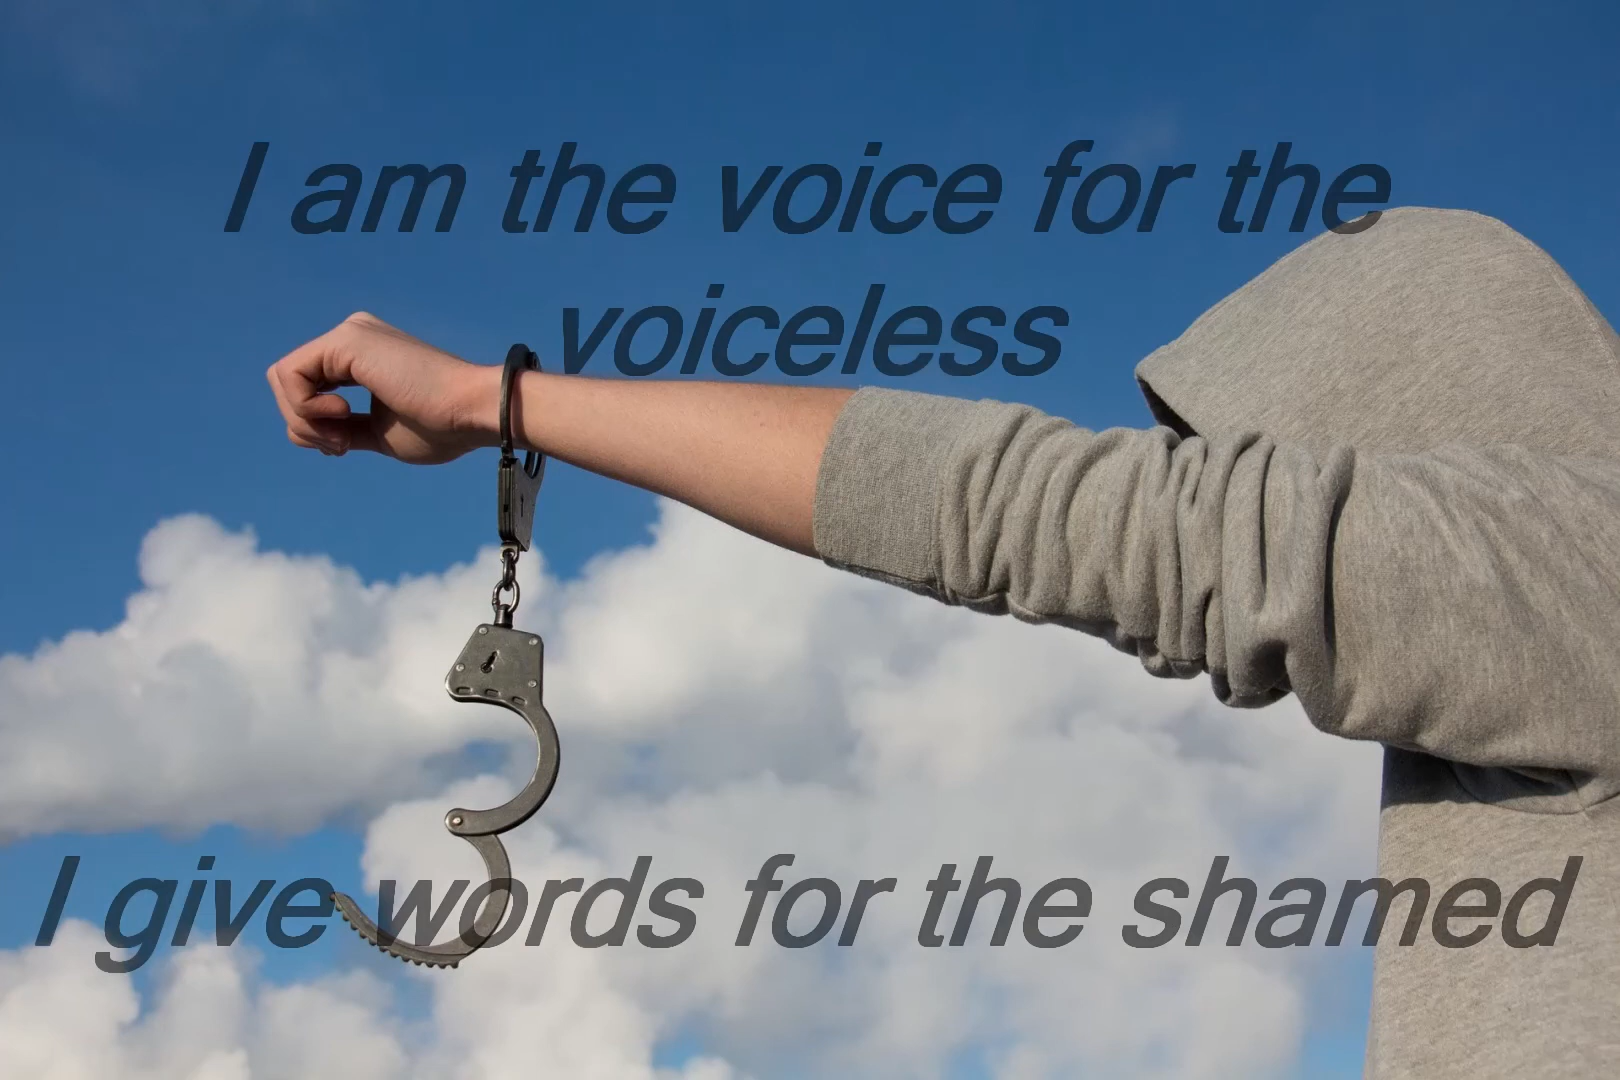 I am the voice for the
voiceless
I give words for the shamed